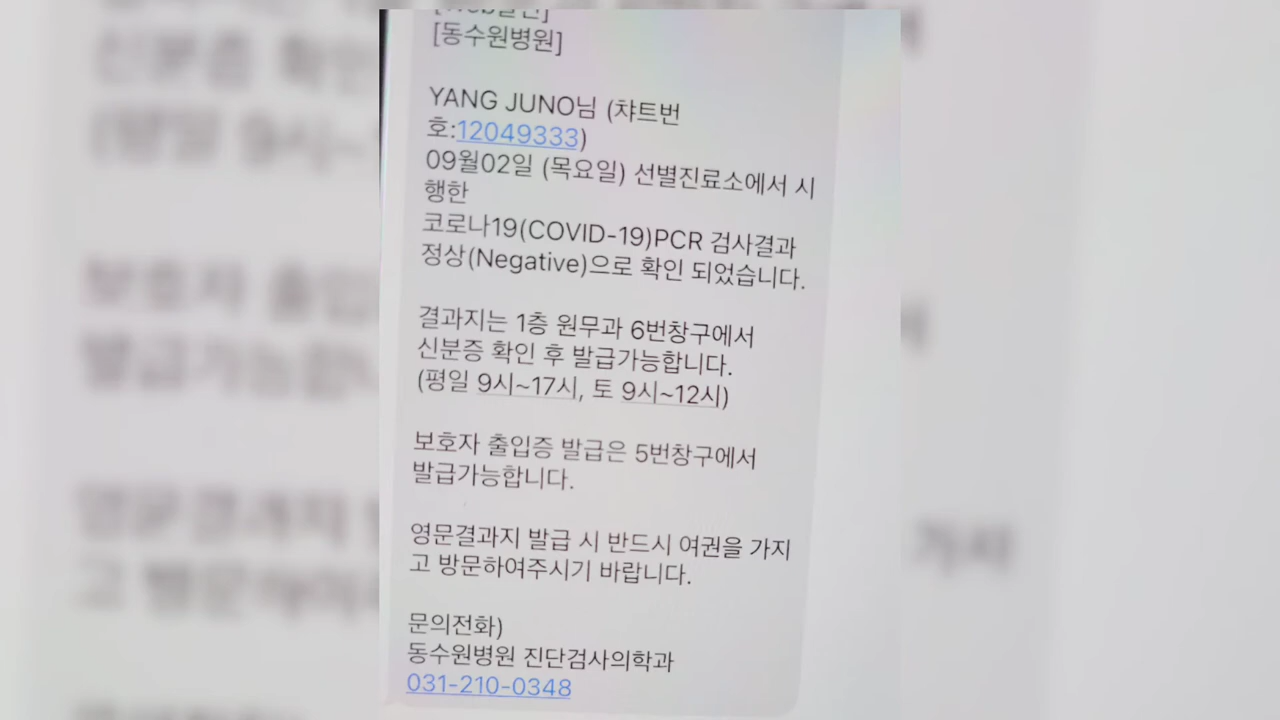 [Web발신]
[동수원병원]
YANG JUNO님 (챠트번
호:12049333)
09월02일 (목요일) 선별진료소에서 시
행한
코로나19(COVID-19)PCR 검사결과
정상(Negative)으로 확인 되었습니다.
결과지는 1층 원무과 6번창구에서
신분증 확인 후 발급가능합니다.
(평일 9시~17시, 토 9시~12시)
보호자 출입증 발급은 5번창구에서
발급가능합니다.
영문결과지 발급 시 반드시 여권을 가지
고 방문하여주시기 바랍니다.
문의전화)
동수원병원 진단검사의학과
031-210-0348